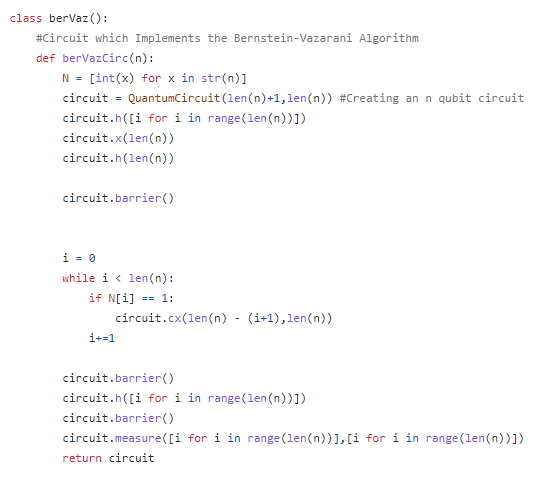 class berVaz():
    #Circuit which Implements the Bernstein-Vazarani Algorithm
    def berVazCirc(n):
        N = [int(x) for x in str(n)]
        circuit = QuantumCircuit(len(n)+1,len(n)) #Creating an n qubit circuit
        circuit.h([i for i in range(len(n))])
        circuit.x(len(n))
        circuit.h(len(n))
        circuit.barrier()
        i = 0
        while i < len(n):
            if N[i] == 1:
                circuit.cx(len(n) - (i+1),len(n))
            i+=1
        circuit.barrier()
        circuit.h([i for i in range(len(n))])
        circuit.barrier()
        circuit.measure([i for i in range(len(n))],[i for i in range(len(n))])
        return circuit